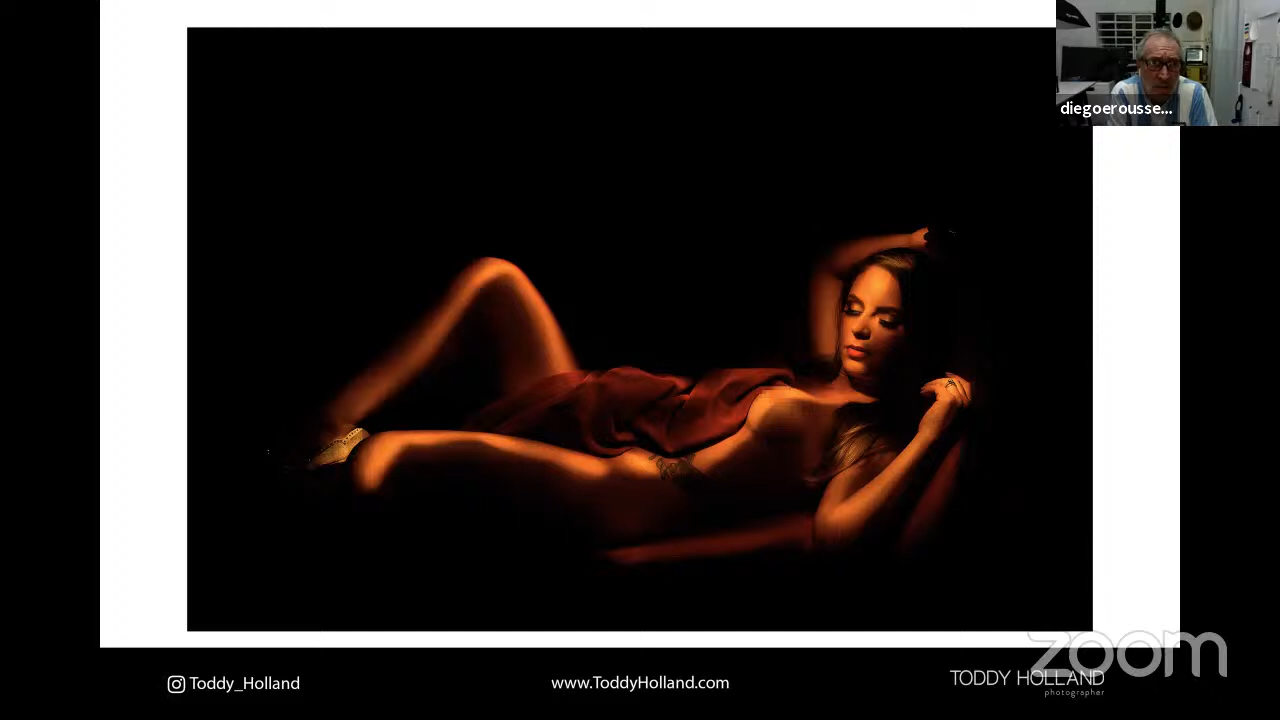 diegoerousse...
Toddy_Holland
www.ToddyHolland.com
TODDY HOLLAND
photographer
zoom